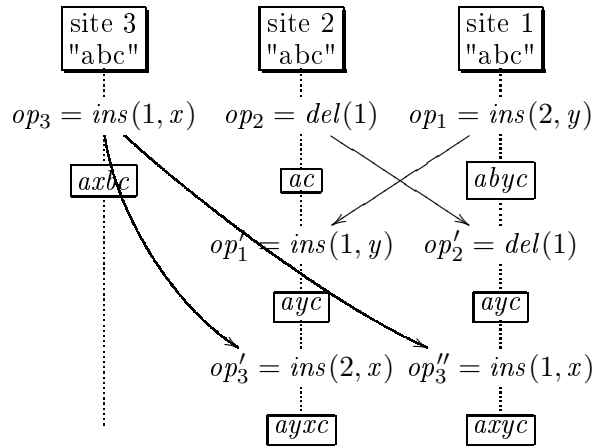 site 3 site 2 site 1
"abc" "abc" "abc"
op₃ = ins(1, x) op₂ = del(1) op₁ = ins(2, y)
axbc ac abyc
op′₁ = ins(1, y) op′₂ = del(1)
ayc ayc
op′₃ = ins(2, x) op′′₃ = ins(1, x)
ayxc axyc